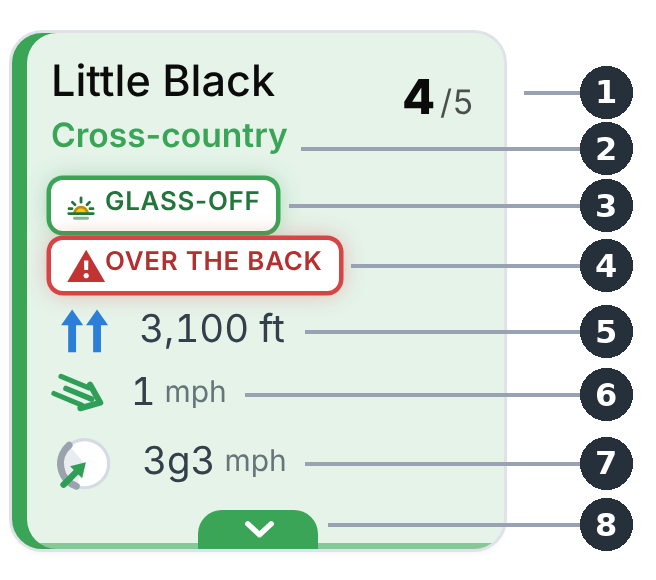 Little Black
4/5
1
Cross-country
2
GLASS-OFF
3
OVER THE BACK
4
3,100 ft
5
1 mph
6
3g3 mph
7
8